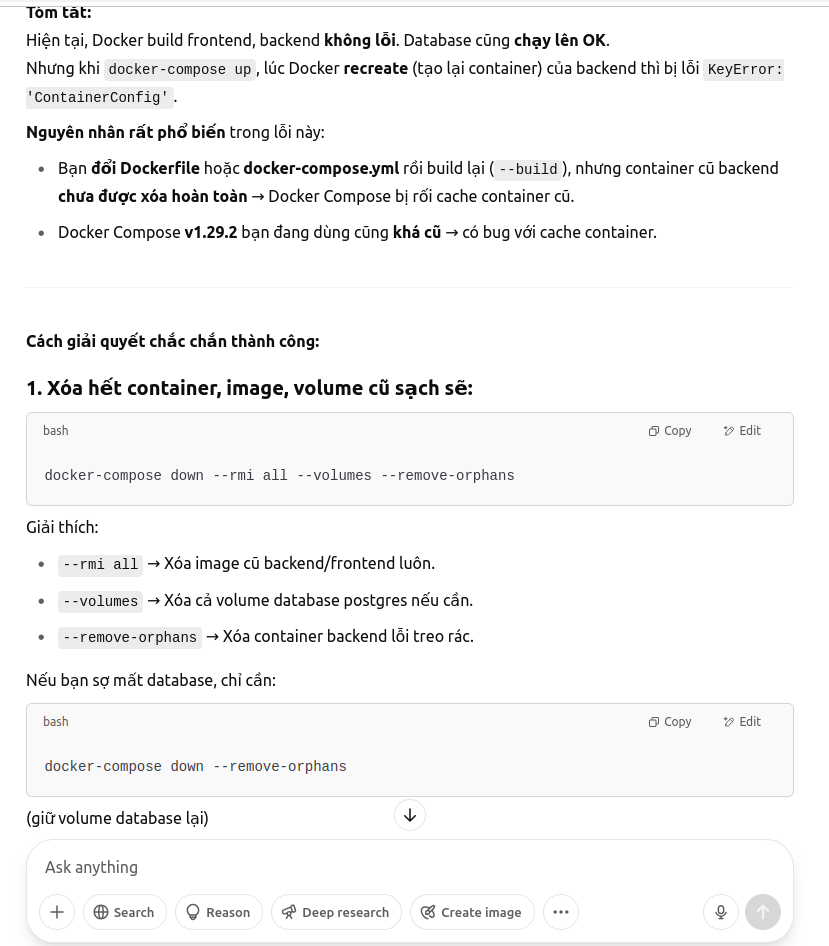 Tóm tắt:
Hiện tại, Docker build frontend, backend không lỗi. Database cũng chạy lên OK.
Nhưng khi docker-compose up, lúc Docker recreate (tạo lại container) của backend thì bị lỗi KeyError:
'ContainerConfig'.
Nguyên nhân rất phổ biến trong lỗi này:
• Bạn đổi Dockerfile hoặc docker-compose.yml rồi build lại (--build), nhưng container cũ backend
chưa được xóa hoàn toàn → Docker Compose bị rối cache container cũ.
• Docker Compose v1.29.2 bạn đang dùng cũng khá cũ → có bug với cache container.
Cách giải quyết chắc chắn thành công:
1. Xóa hết container, image, volume cũ sạch sẽ:
bash Copy Edit
docker-compose down --rmi all --volumes --remove-orphans
Giải thích:
• --rmi all → Xóa image cũ backend/frontend luôn.
• --volumes → Xóa cả volume database postgres nếu cần.
• --remove-orphans → Xóa container backend lỗi treo rác.
Nếu bạn sợ mất database, chỉ cần:
bash Copy Edit
docker-compose down --remove-orphans
(giữ volume database lại)
Ask anything
Search Reason Deep research Create image